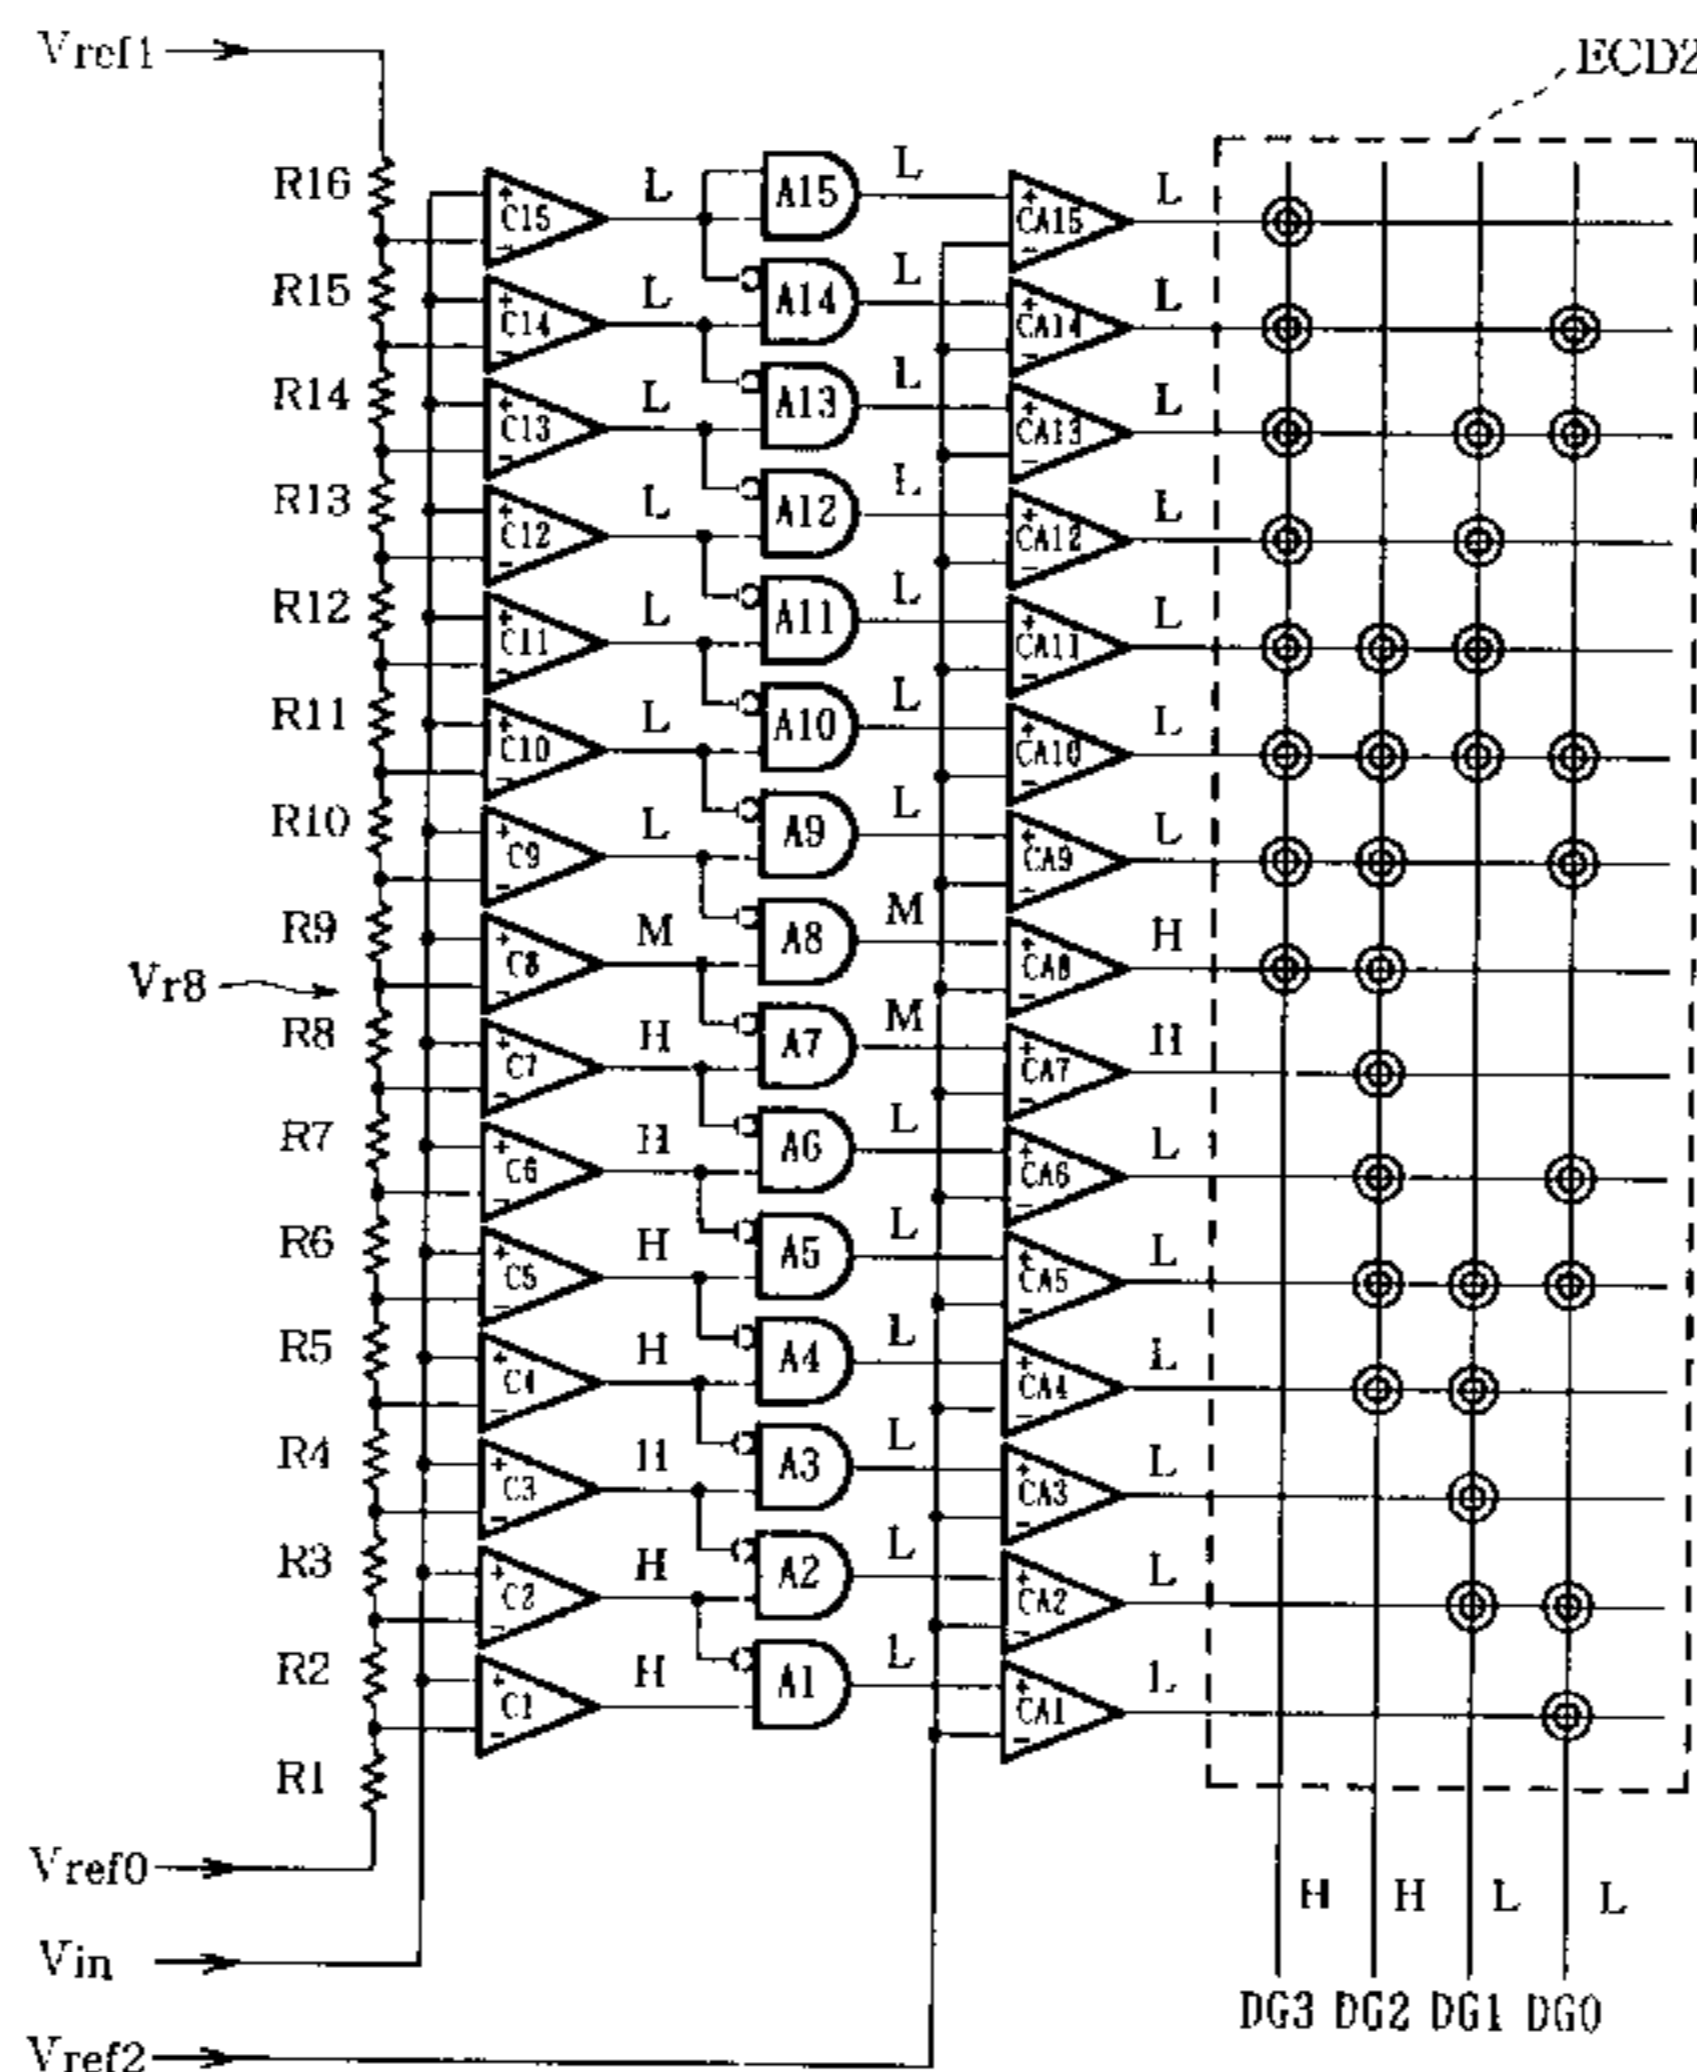 Vref1
ECD2
R16 C15 L A15 L CA15 L
R15 C14 L A14 L CA14 L
R14 C13 L A13 L CA13 L
R13 C12 L A12 L CA12 L
R12 C11 L A11 L CA11 L
R11 C10 L A10 L CA10 L
R10 C9 L A9 L CA9 L
R9 C8 M A8 M CA8 H
Vr8
R8 C7 H A7 M CA7 H
R7 C6 H A6 L CA6 L
R6 C5 H A5 L CA5 L
R5 C4 H A4 L CA4 L
R4 C3 H A3 L CA3 L
R3 C2 H A2 L CA2 L
R2 C1 H A1 L CA1 L
R1
Vref0
H H L L
Vin
DG3 DG2 DG1 DG0
Vref2